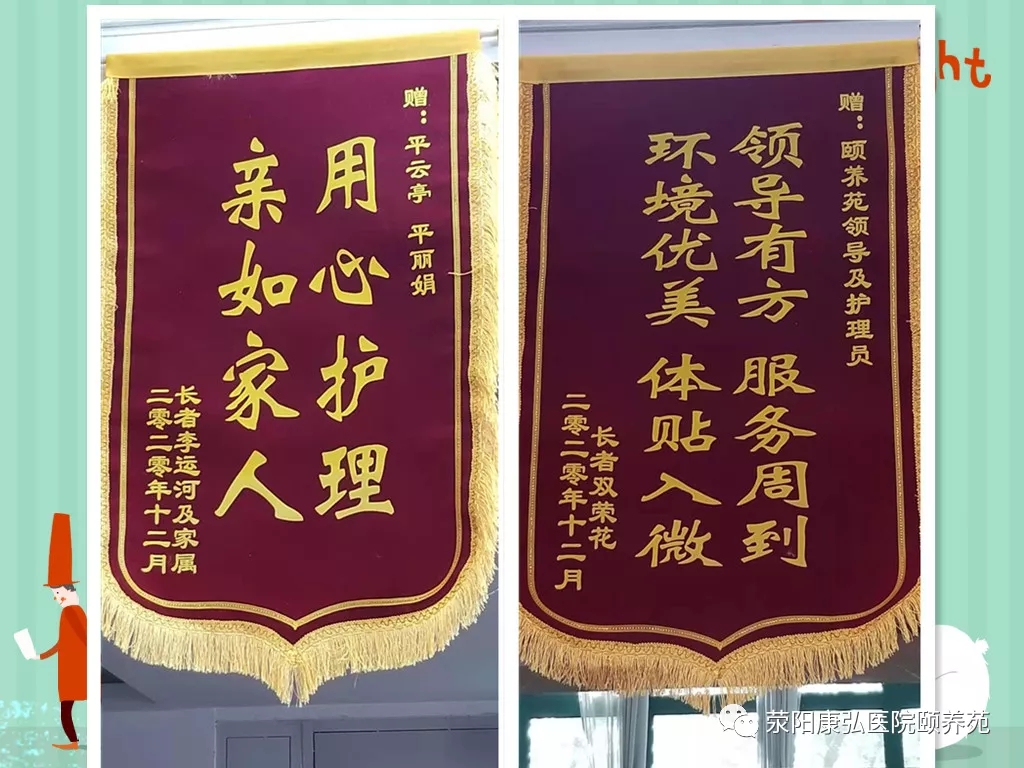 赠：平云亭 平丽娟
用心护理
亲如家人
长者李运河及家属
二零二零年十二月
赠：颐养苑领导及护理员
领导有方 服务周到
环境优美 体贴入微
长者双荣花
二零二零年十二月
荥阳康弘医院颐养苑